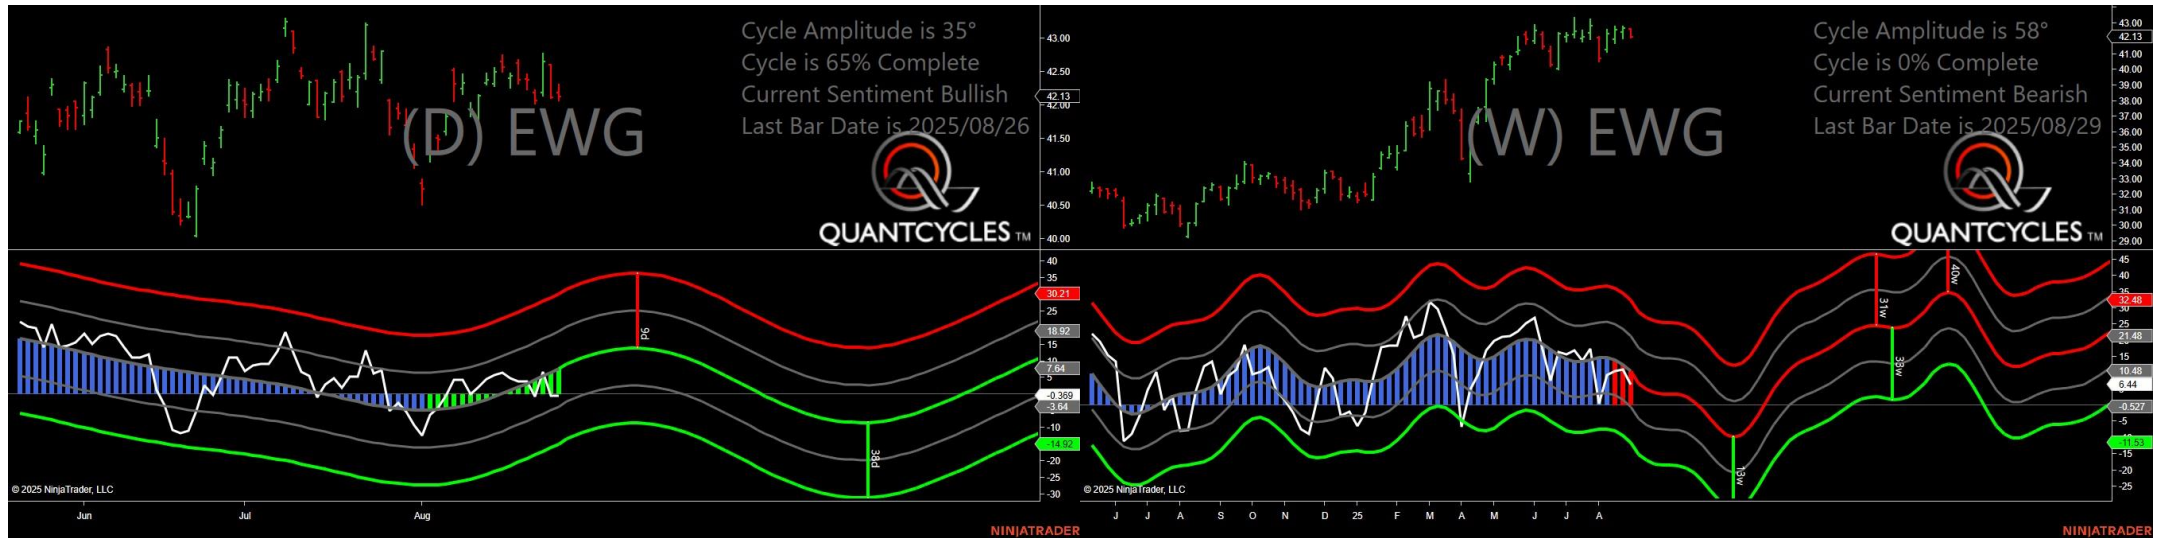 Cycle Amplitude is 35°
Cycle is 65% Complete
Current Sentiment Bullish
Last Bar Date is 2025/08/26
(D) EWG
QUANTCYCLES TM
43.00
42.50
42.13
42.00
41.50
41.00
40.50
40.00
40
35
30.21
25
18.92
15
10
7.64
5
-0.369
-3.64
-10
-14.92
-20
-25
-30
9d
38d
© 2025 NinjaTrader, LLC
Jun
Jul
Aug
NINJATRADER
Cycle Amplitude is 58°
Cycle is 0% Complete
Current Sentiment Bearish
Last Bar Date is 2025/08/29
(W) EWG
QUANTCYCLES TM
43.00
42.13
41.00
40.00
39.00
38.00
37.00
36.00
35.00
34.00
33.00
32.00
31.00
30.00
29.00
45
40
35
32.48
30
25
21.48
15
10.48
6.44
-0.527
-5
-11.53
-15
-20
-25
13w
31w
40w
© 2025 NinjaTrader, LLC
J
J
A
S
O
N
D
25
F
M
A
M
J
J
A
NINJATRADER